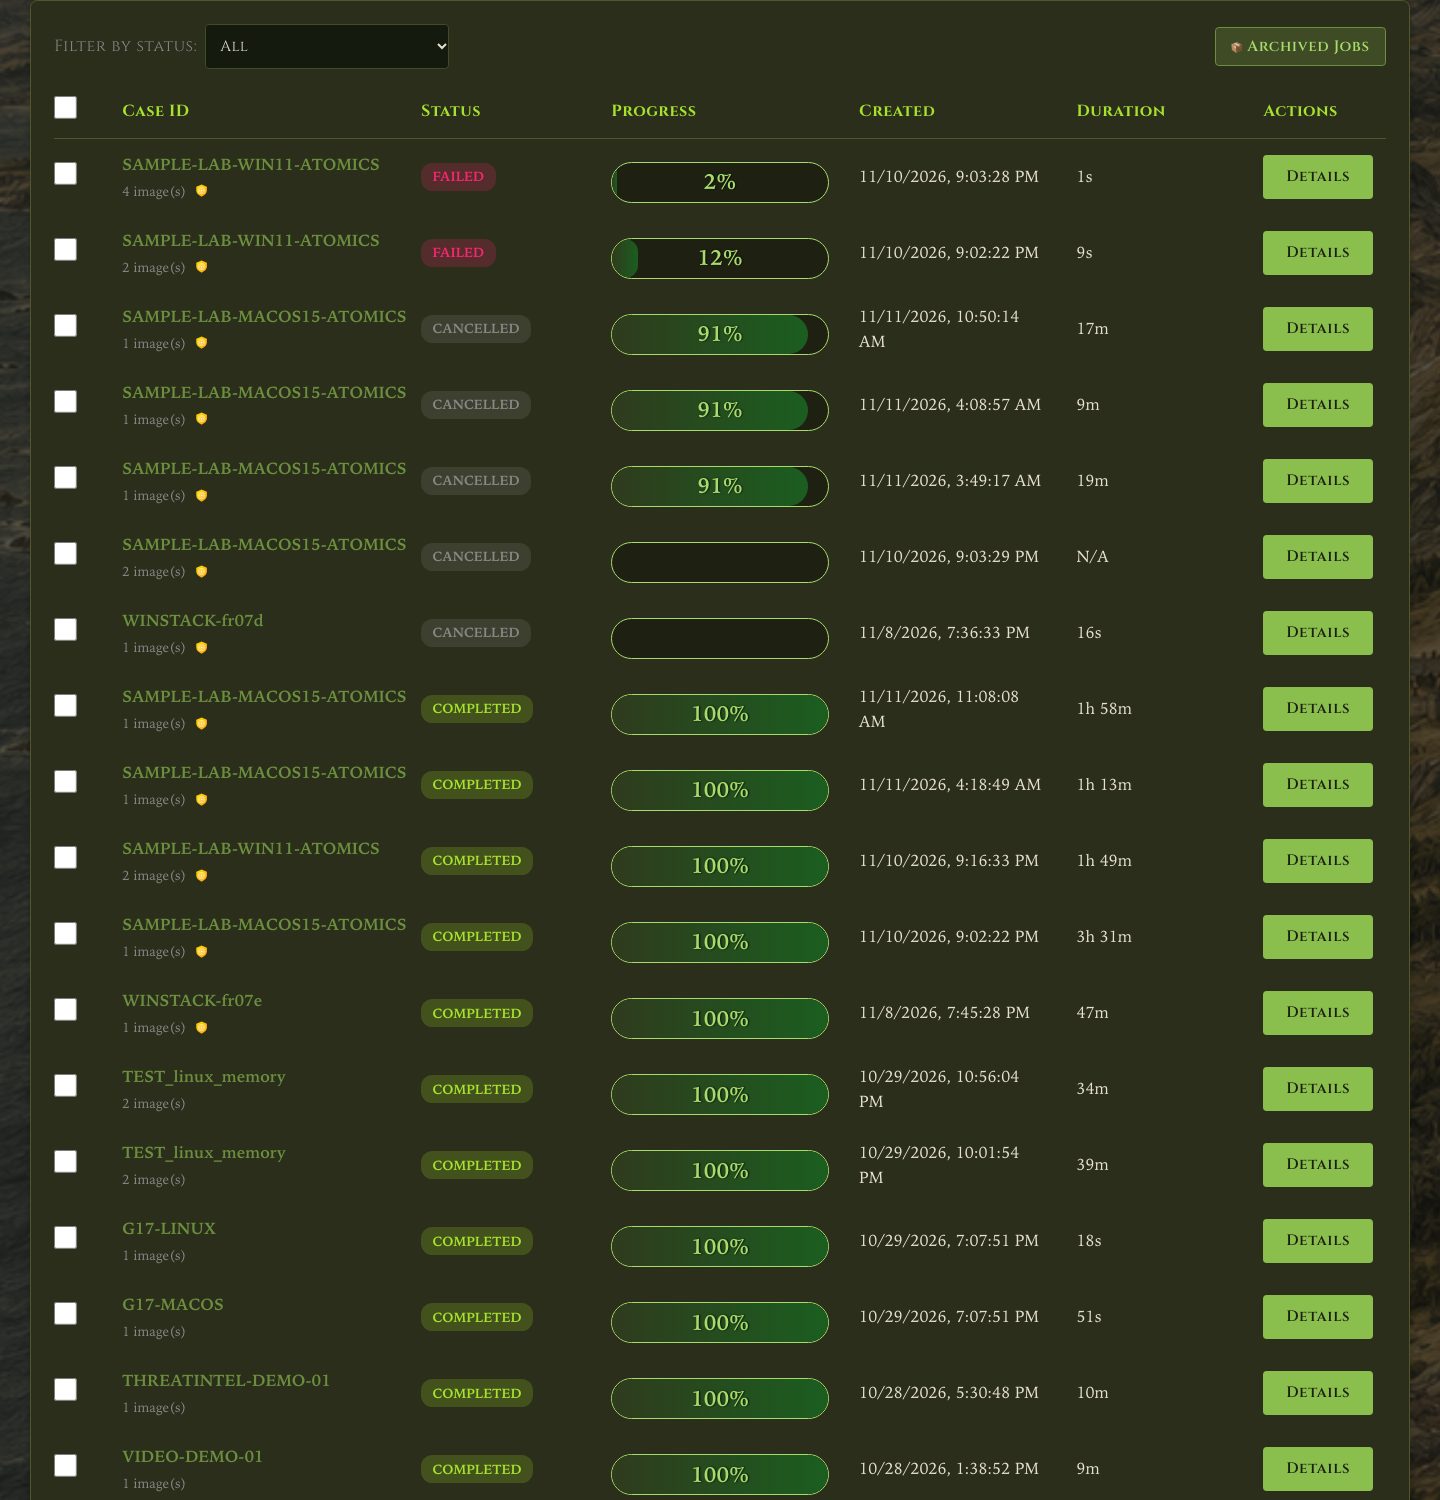 Filter by status: All
📦 Archived Jobs
Case ID Status Progress Created Duration Actions
SAMPLE-LAB-WIN11-ATOMICS
4 image(s)
FAILED 2% 11/10/2026, 9:03:28 PM 1s Details
SAMPLE-LAB-WIN11-ATOMICS
2 image(s)
FAILED 12% 11/10/2026, 9:02:22 PM 9s Details
SAMPLE-LAB-MACOS15-ATOMICS
1 image(s)
CANCELLED 91% 11/11/2026, 10:50:14 AM 17m Details
SAMPLE-LAB-MACOS15-ATOMICS
1 image(s)
CANCELLED 91% 11/11/2026, 4:08:57 AM 9m Details
SAMPLE-LAB-MACOS15-ATOMICS
1 image(s)
CANCELLED 91% 11/11/2026, 3:49:17 AM 19m Details
SAMPLE-LAB-MACOS15-ATOMICS
2 image(s)
CANCELLED 11/10/2026, 9:03:29 PM N/A Details
WINSTACK-fr07d
1 image(s)
CANCELLED 11/8/2026, 7:36:33 PM 16s Details
SAMPLE-LAB-MACOS15-ATOMICS
1 image(s)
COMPLETED 100% 11/11/2026, 11:08:08 AM 1h 58m Details
SAMPLE-LAB-MACOS15-ATOMICS
1 image(s)
COMPLETED 100% 11/11/2026, 4:18:49 AM 1h 13m Details
SAMPLE-LAB-WIN11-ATOMICS
2 image(s)
COMPLETED 100% 11/10/2026, 9:16:33 PM 1h 49m Details
SAMPLE-LAB-MACOS15-ATOMICS
1 image(s)
COMPLETED 100% 11/10/2026, 9:02:22 PM 3h 31m Details
WINSTACK-fr07e
1 image(s)
COMPLETED 100% 11/8/2026, 7:45:28 PM 47m Details
TEST_linux_memory
2 image(s)
COMPLETED 100% 10/29/2026, 10:56:04 PM 34m Details
TEST_linux_memory
2 image(s)
COMPLETED 100% 10/29/2026, 10:01:54 PM 39m Details
G17-LINUX
1 image(s)
COMPLETED 100% 10/29/2026, 7:07:51 PM 18s Details
G17-MACOS
1 image(s)
COMPLETED 100% 10/29/2026, 7:07:51 PM 51s Details
THREATINTEL-DEMO-01
1 image(s)
COMPLETED 100% 10/28/2026, 5:30:48 PM 10m Details
VIDEO-DEMO-01
1 image(s)
COMPLETED 100% 10/28/2026, 1:38:52 PM 9m Details